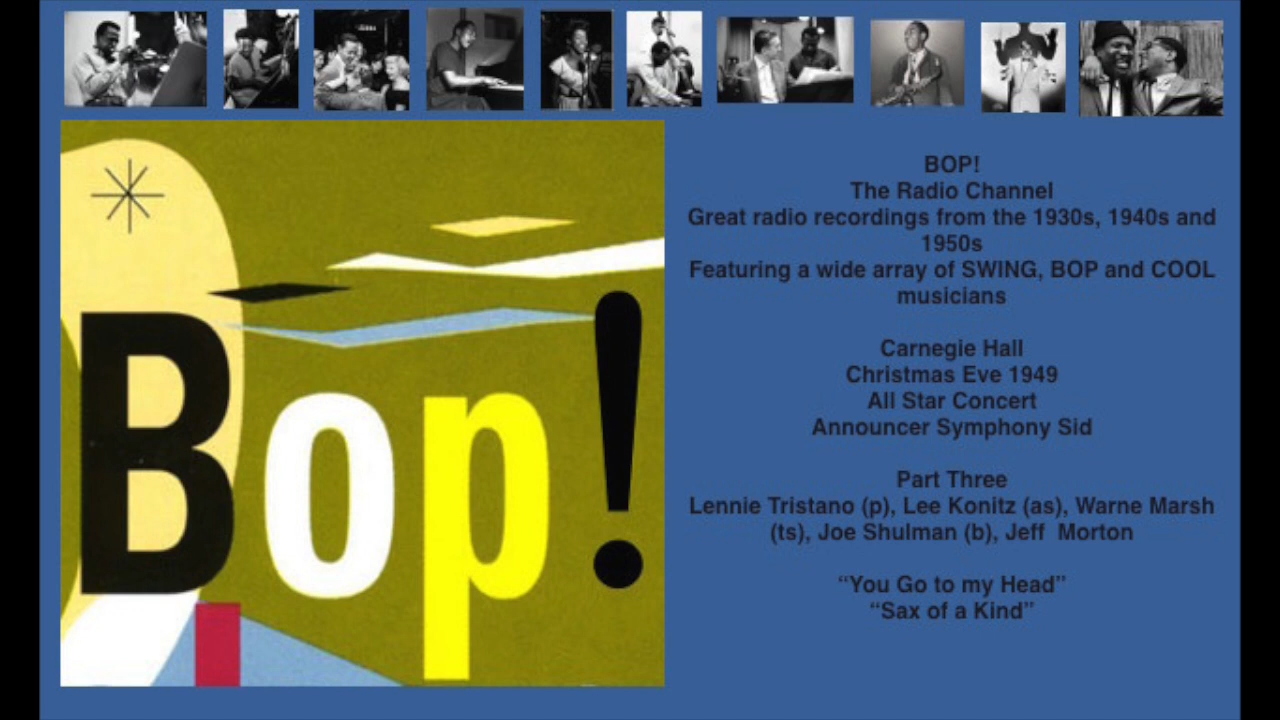 Bop!
BOP!
The Radio Channel
Great radio recordings from the 1930s, 1940s and
1950s
Featuring a wide array of SWING, BOP and COOL
musicians
Carnegie Hall
Christmas Eve 1949
All Star Concert
Announcer Symphony Sid
Part Three
Lennie Tristano (p), Lee Konitz (as), Warne Marsh
(ts), Joe Shulman (b), Jeff  Morton
“You Go to my Head”
“Sax of a Kind”